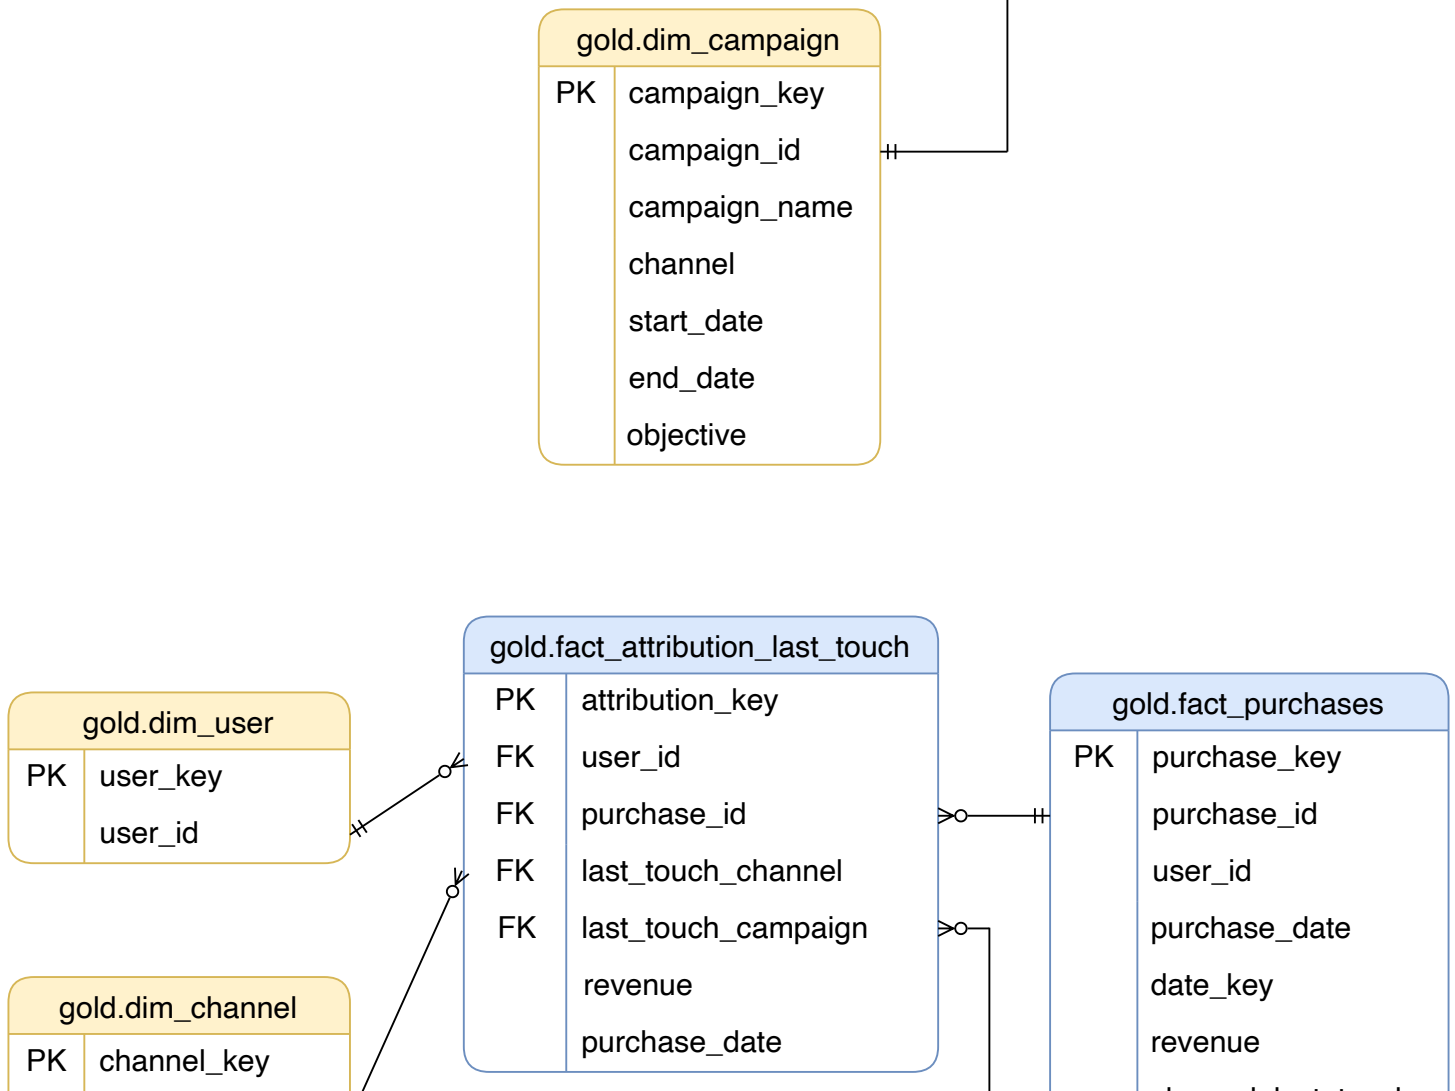 gold.dim_campaign
PK campaign_key
campaign_id
campaign_name
channel
start_date
end_date
objective
gold.dim_user
PK user_key
user_id
gold.dim_channel
PK channel_key
gold.fact_attribution_last_touch
PK attribution_key
FK user_id
FK purchase_id
FK last_touch_channel
FK last_touch_campaign
revenue
purchase_date
gold.fact_purchases
PK purchase_key
purchase_id
user_id
purchase_date
date_key
revenue